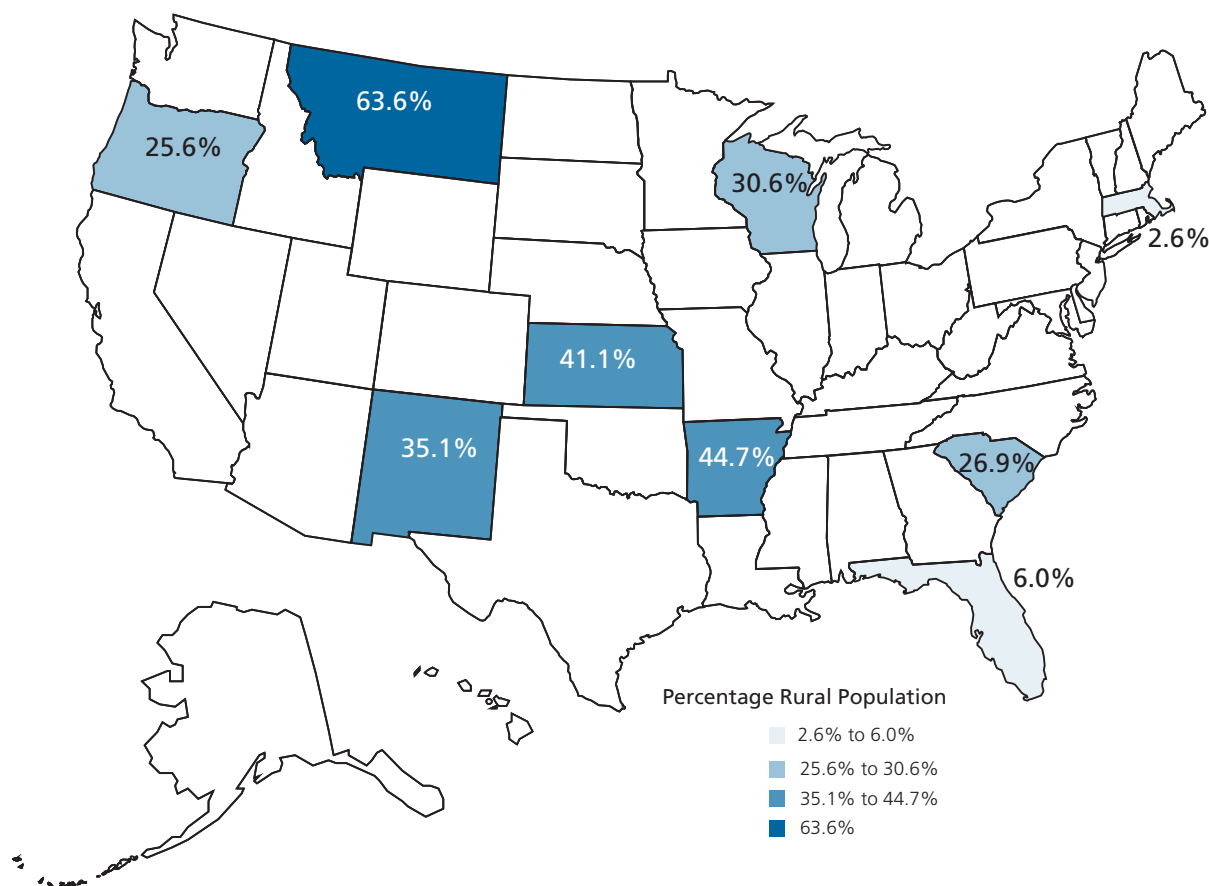 63.6%
25.6%
30.6%
2.6%
41.1%
35.1%
44.7%
26.9%
6.0%
Percentage Rural Population
2.6% to 6.0%
25.6% to 30.6%
35.1% to 44.7%
63.6%